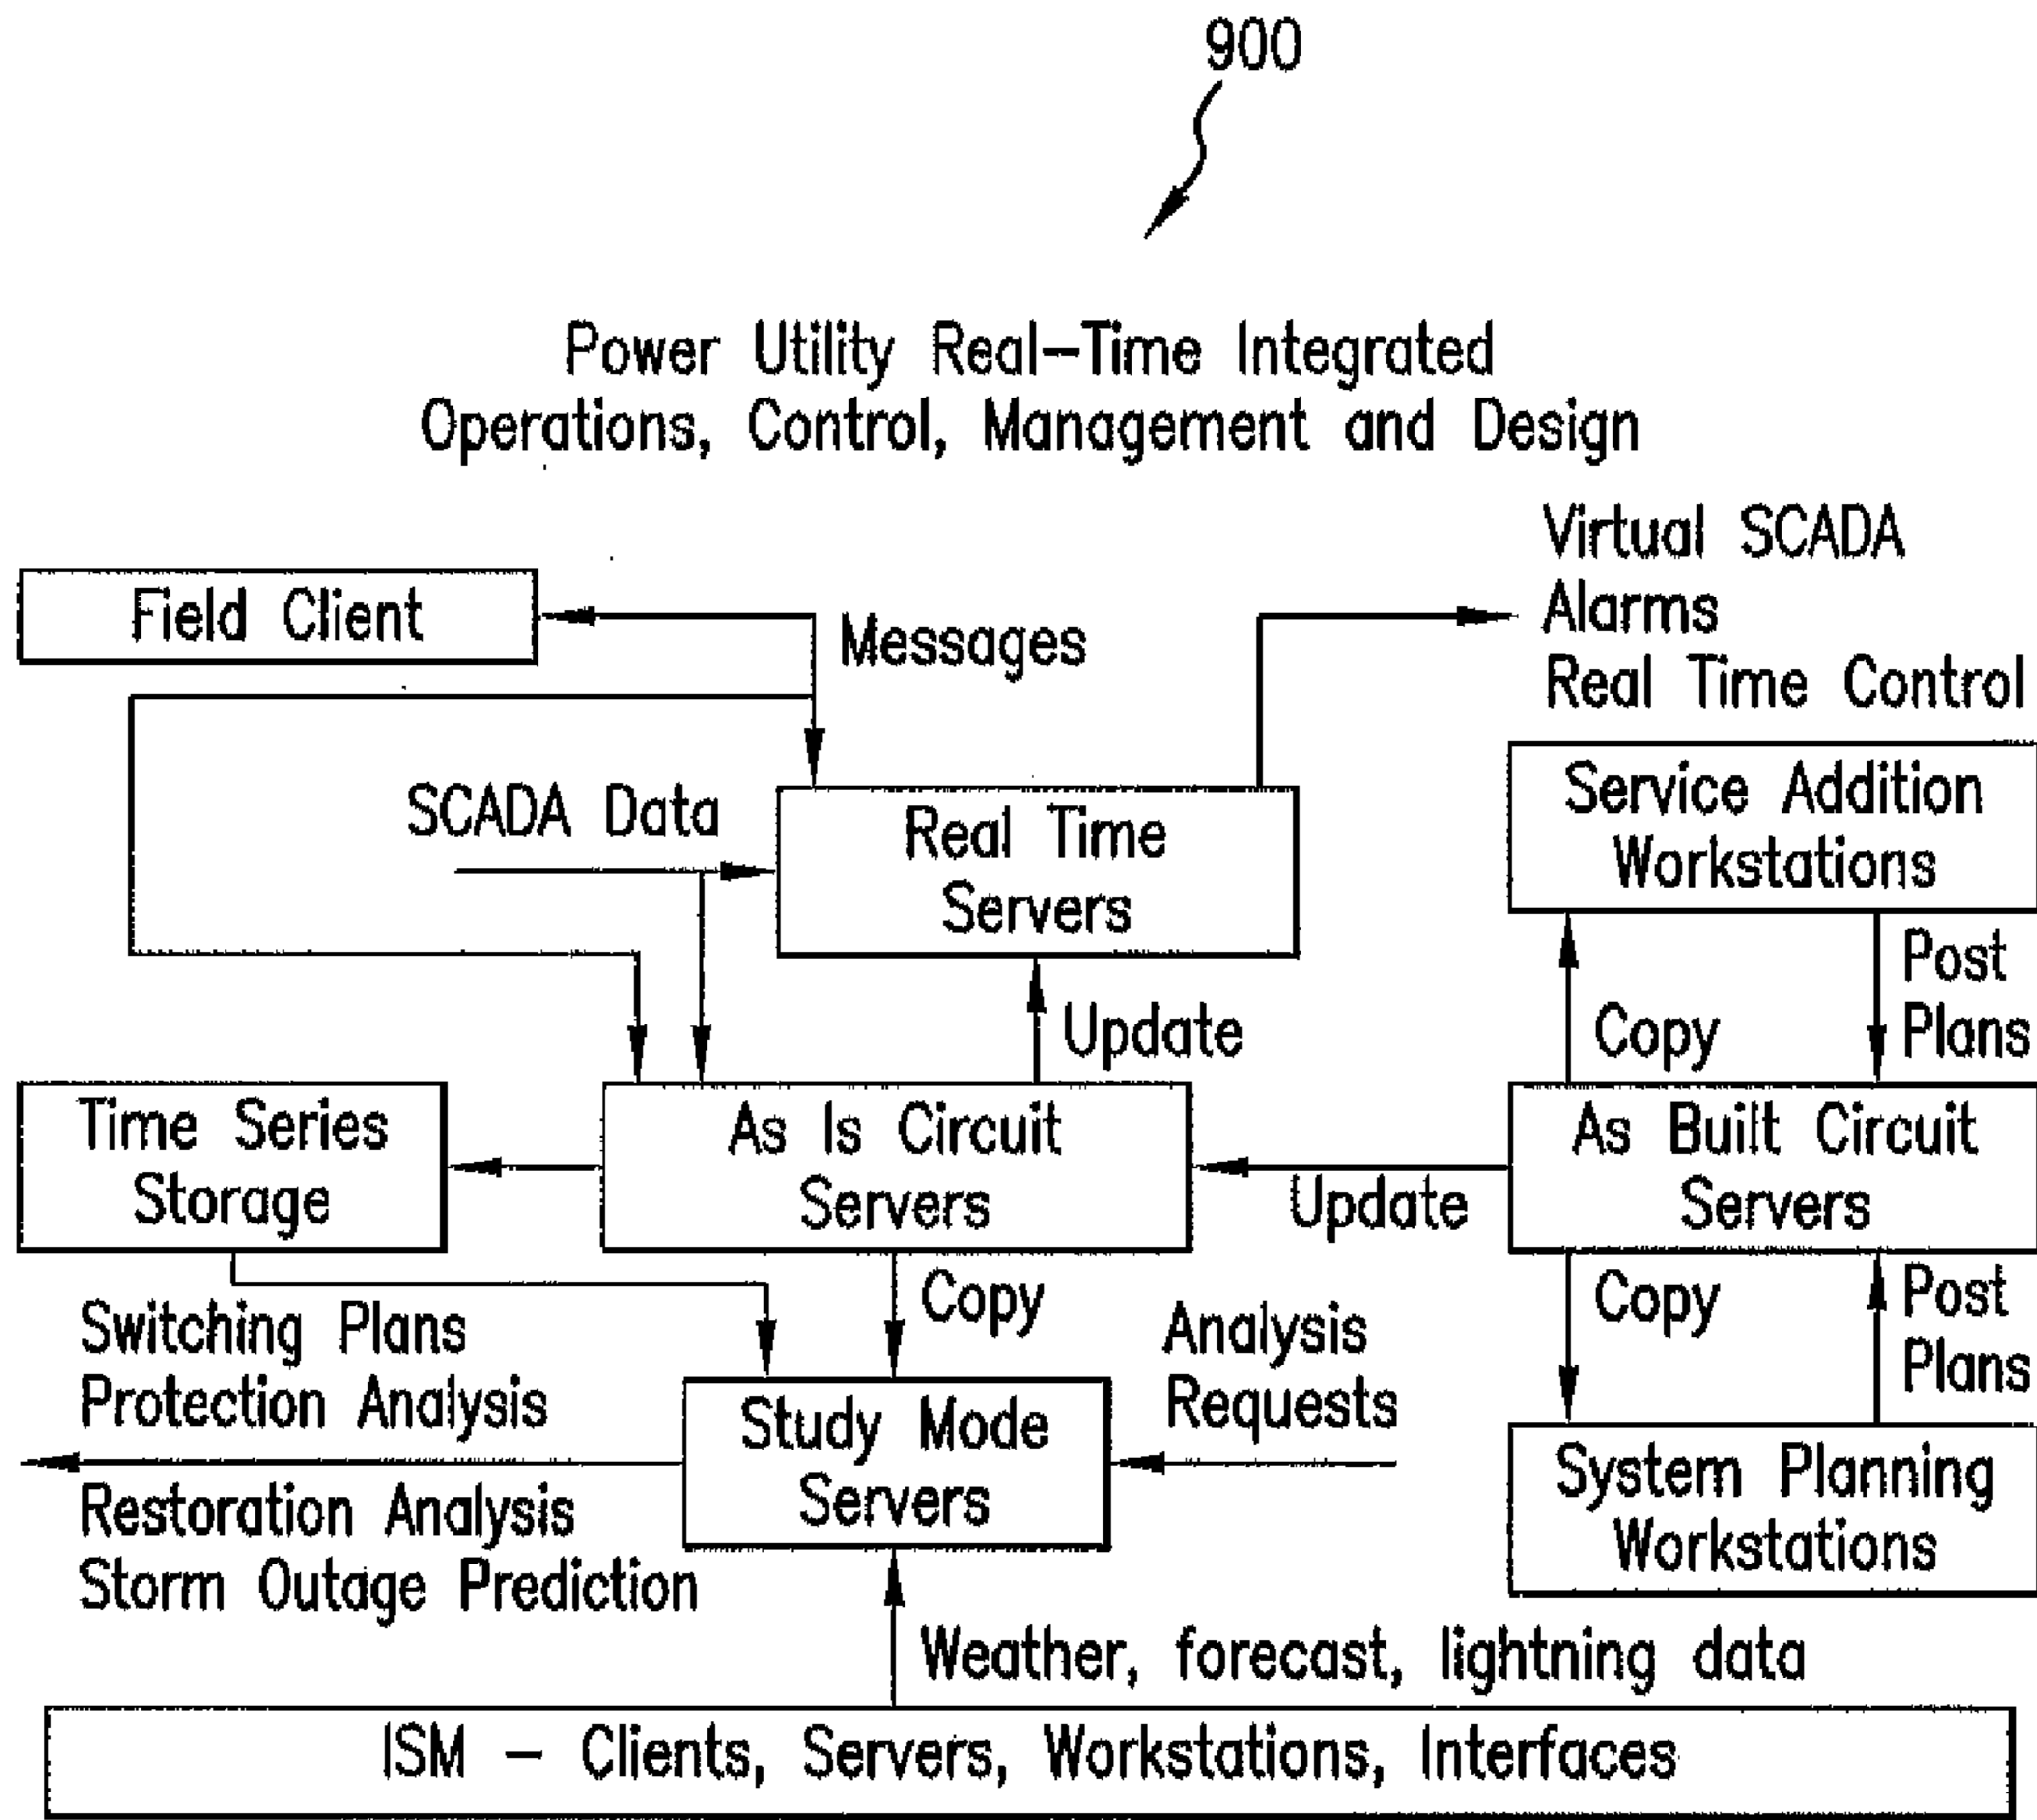 900
Power Utility Real-Time Integrated
Operations, Control, Management and Design
Virtual SCADA
Alarms
Real Time Control
Field Client
Messages
SCADA Data
Real Time
Servers
Service Addition
Workstations
Update
Copy
Post
Plans
Time Series
Storage
As Is Circuit
Servers
Update
As Built Circuit
Servers
Copy
Copy
Post
Plans
Switching Plans
Protection Analysis
Restoration Analysis
Storm Outage Prediction
Study Mode
Servers
Analysis
Requests
System Planning
Workstations
Weather, forecast, lightning data
ISM - Clients, Servers, Workstations, Interfaces